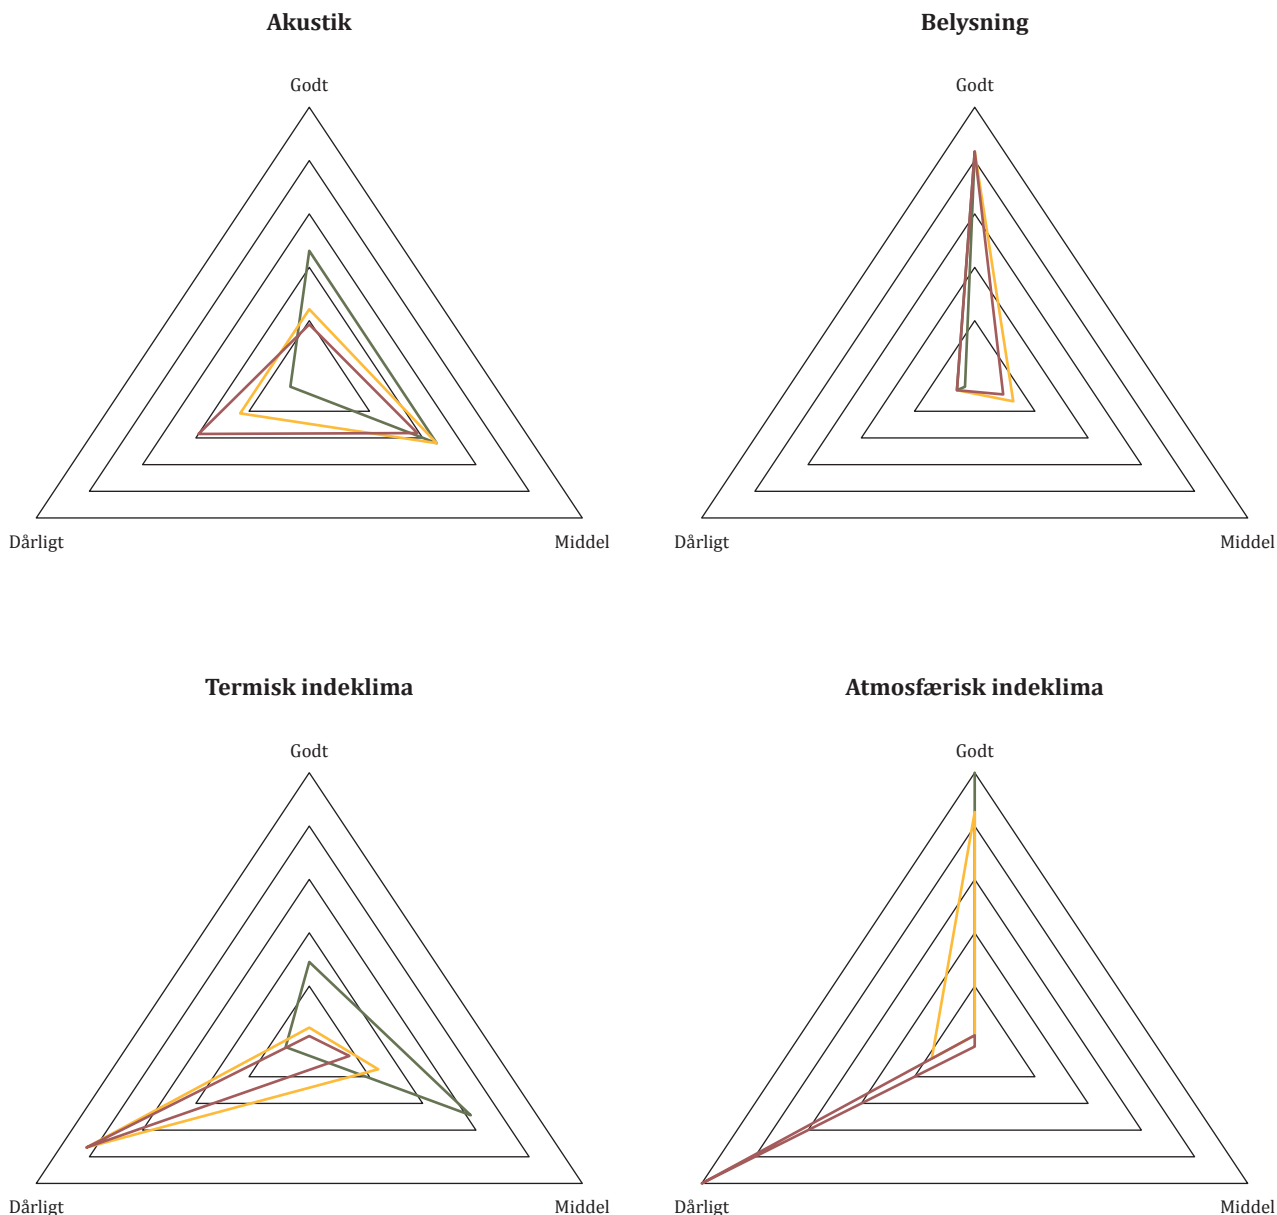 Akustik
Godt
Dårligt
Middel
Belysning
Godt
Dårligt
Middel
Termisk indeklima
Godt
Dårligt
Middel
Atmosfærisk indeklima
Godt
Dårligt
Middel